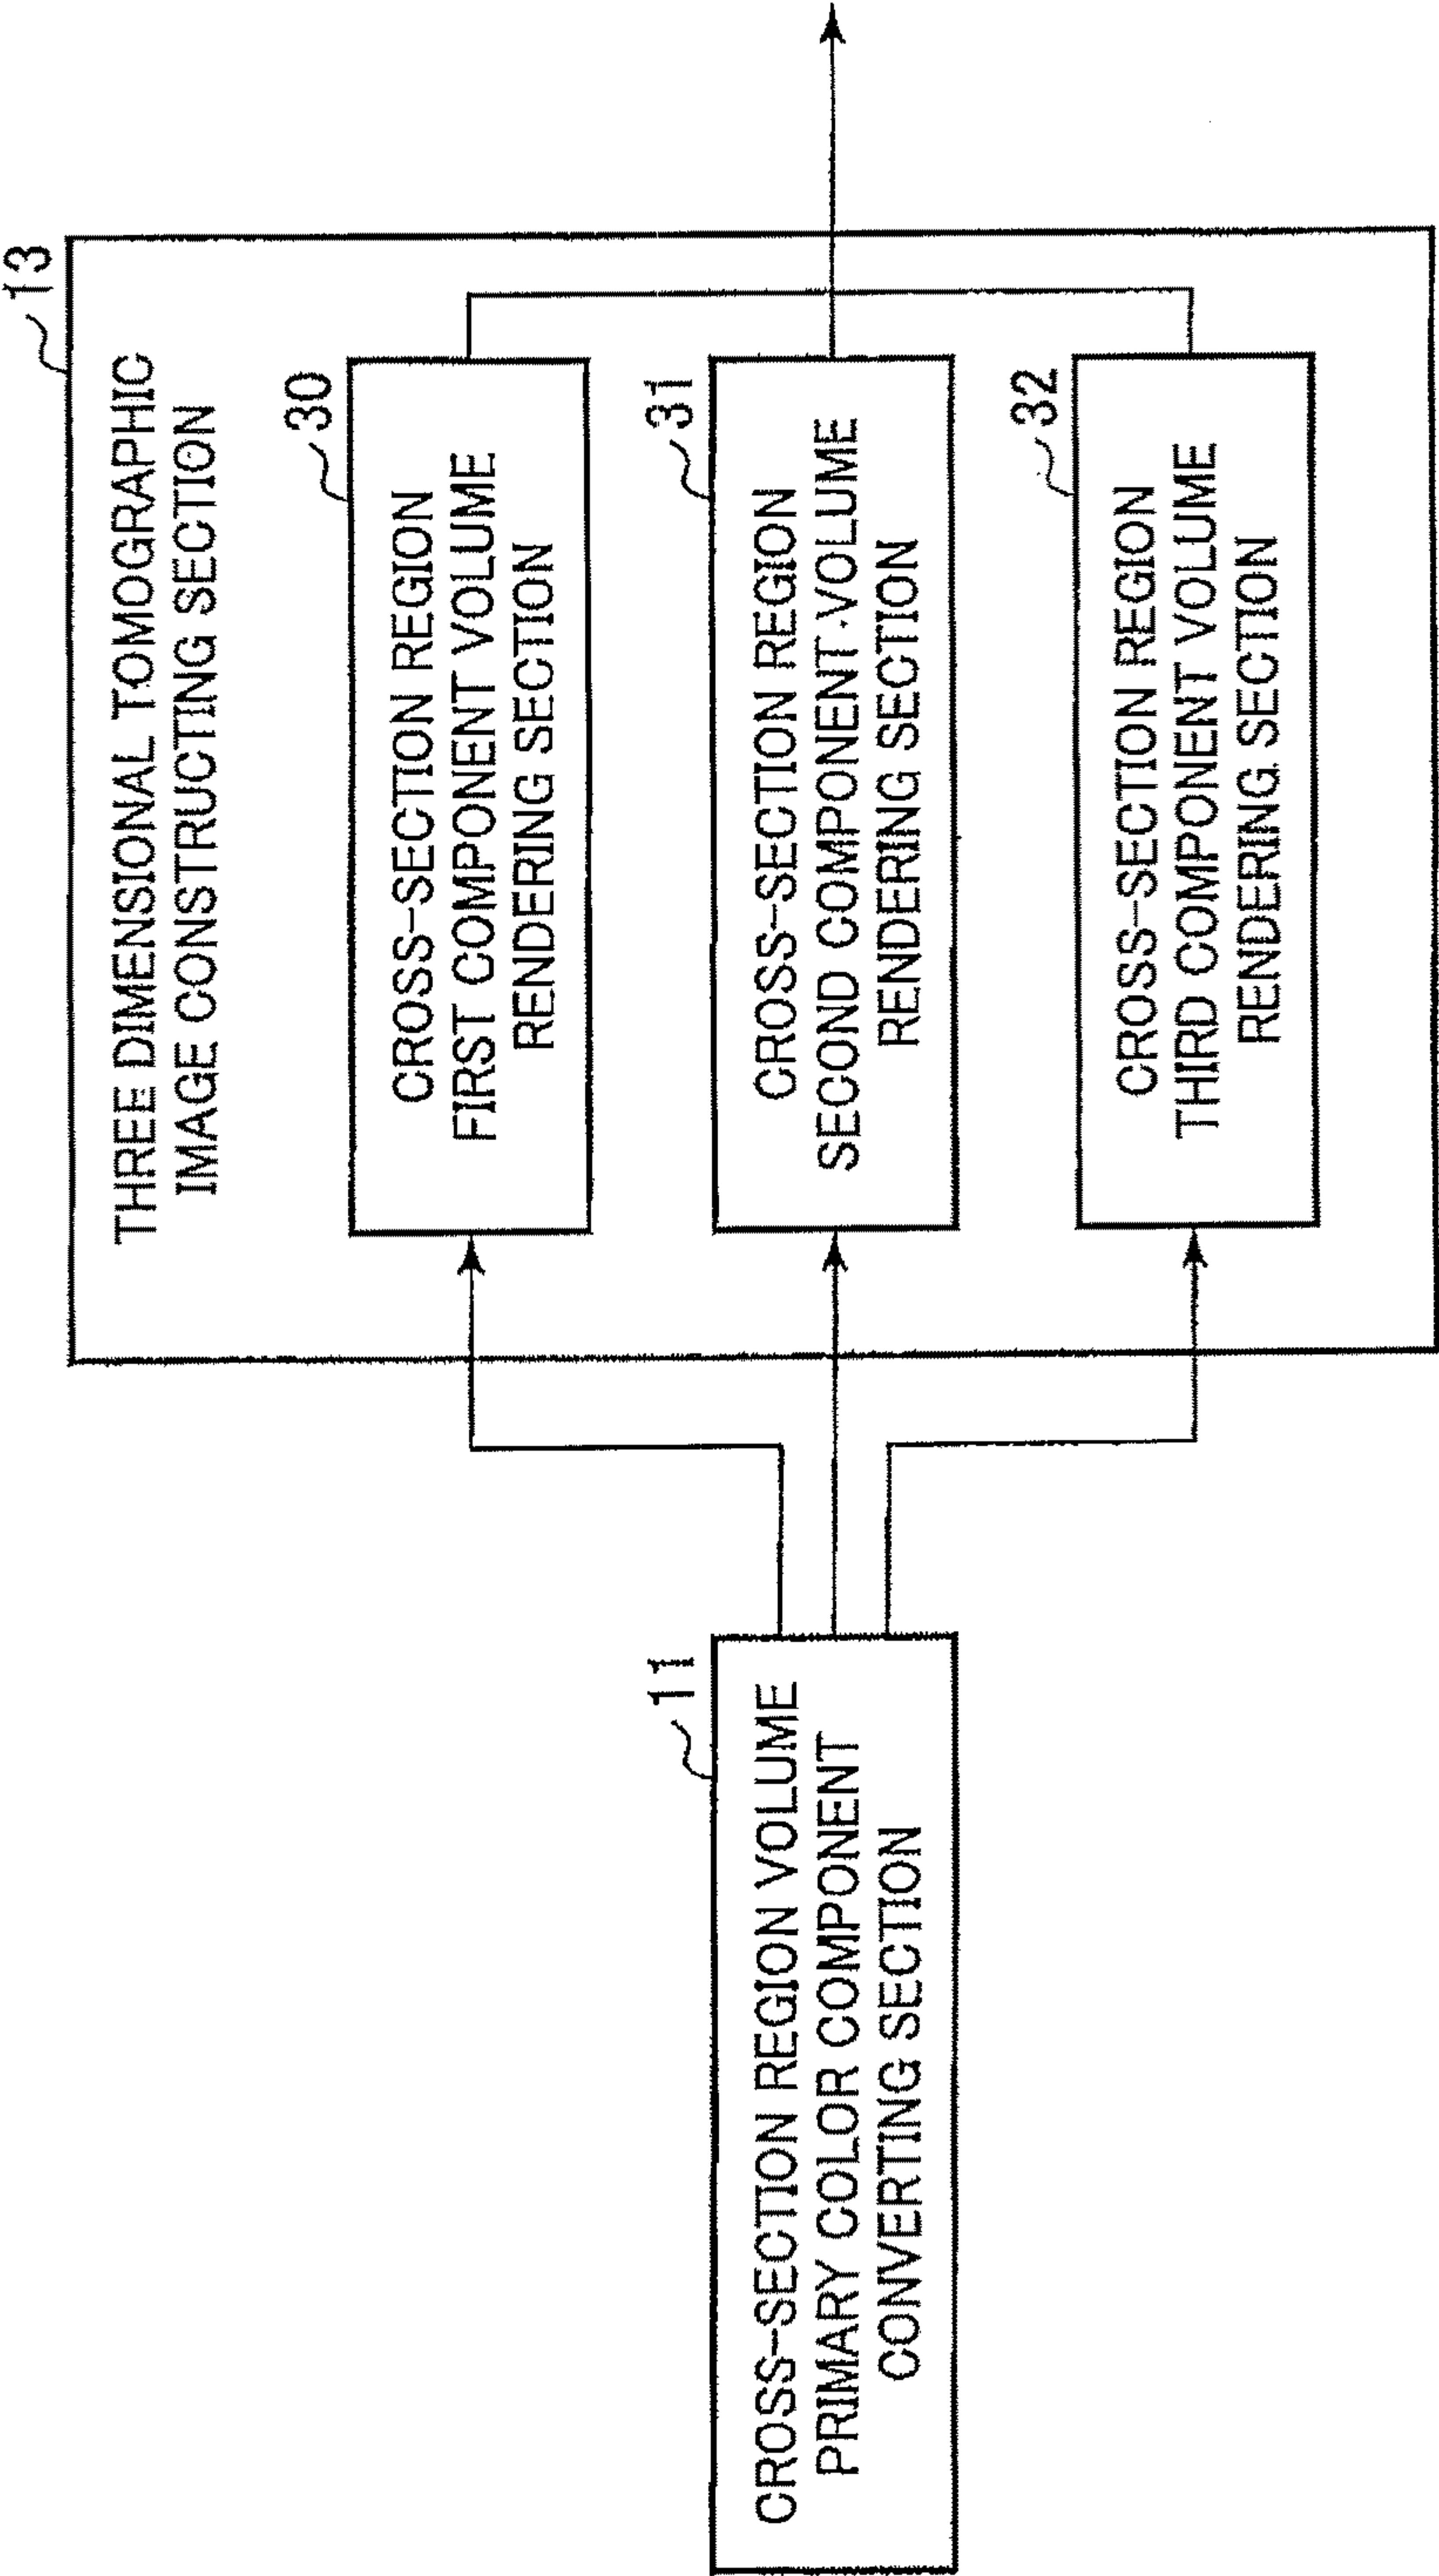 13
THREE DIMENSIONAL TOMOGRAPHIC
IMAGE CONSTRUCTING SECTION
30
CROSS-SECTION REGION
FIRST COMPONENT VOLUME
RENDERING SECTION
11
CROSS-SECTION REGION VOLUME
PRIMARY COLOR COMPONENT
CONVERTING SECTION
31
CROSS-SECTION REGION
SECOND COMPONENT VOLUME
RENDERING SECTION
32
CROSS-SECTION REGION
THIRD COMPONENT VOLUME
RENDERING SECTION